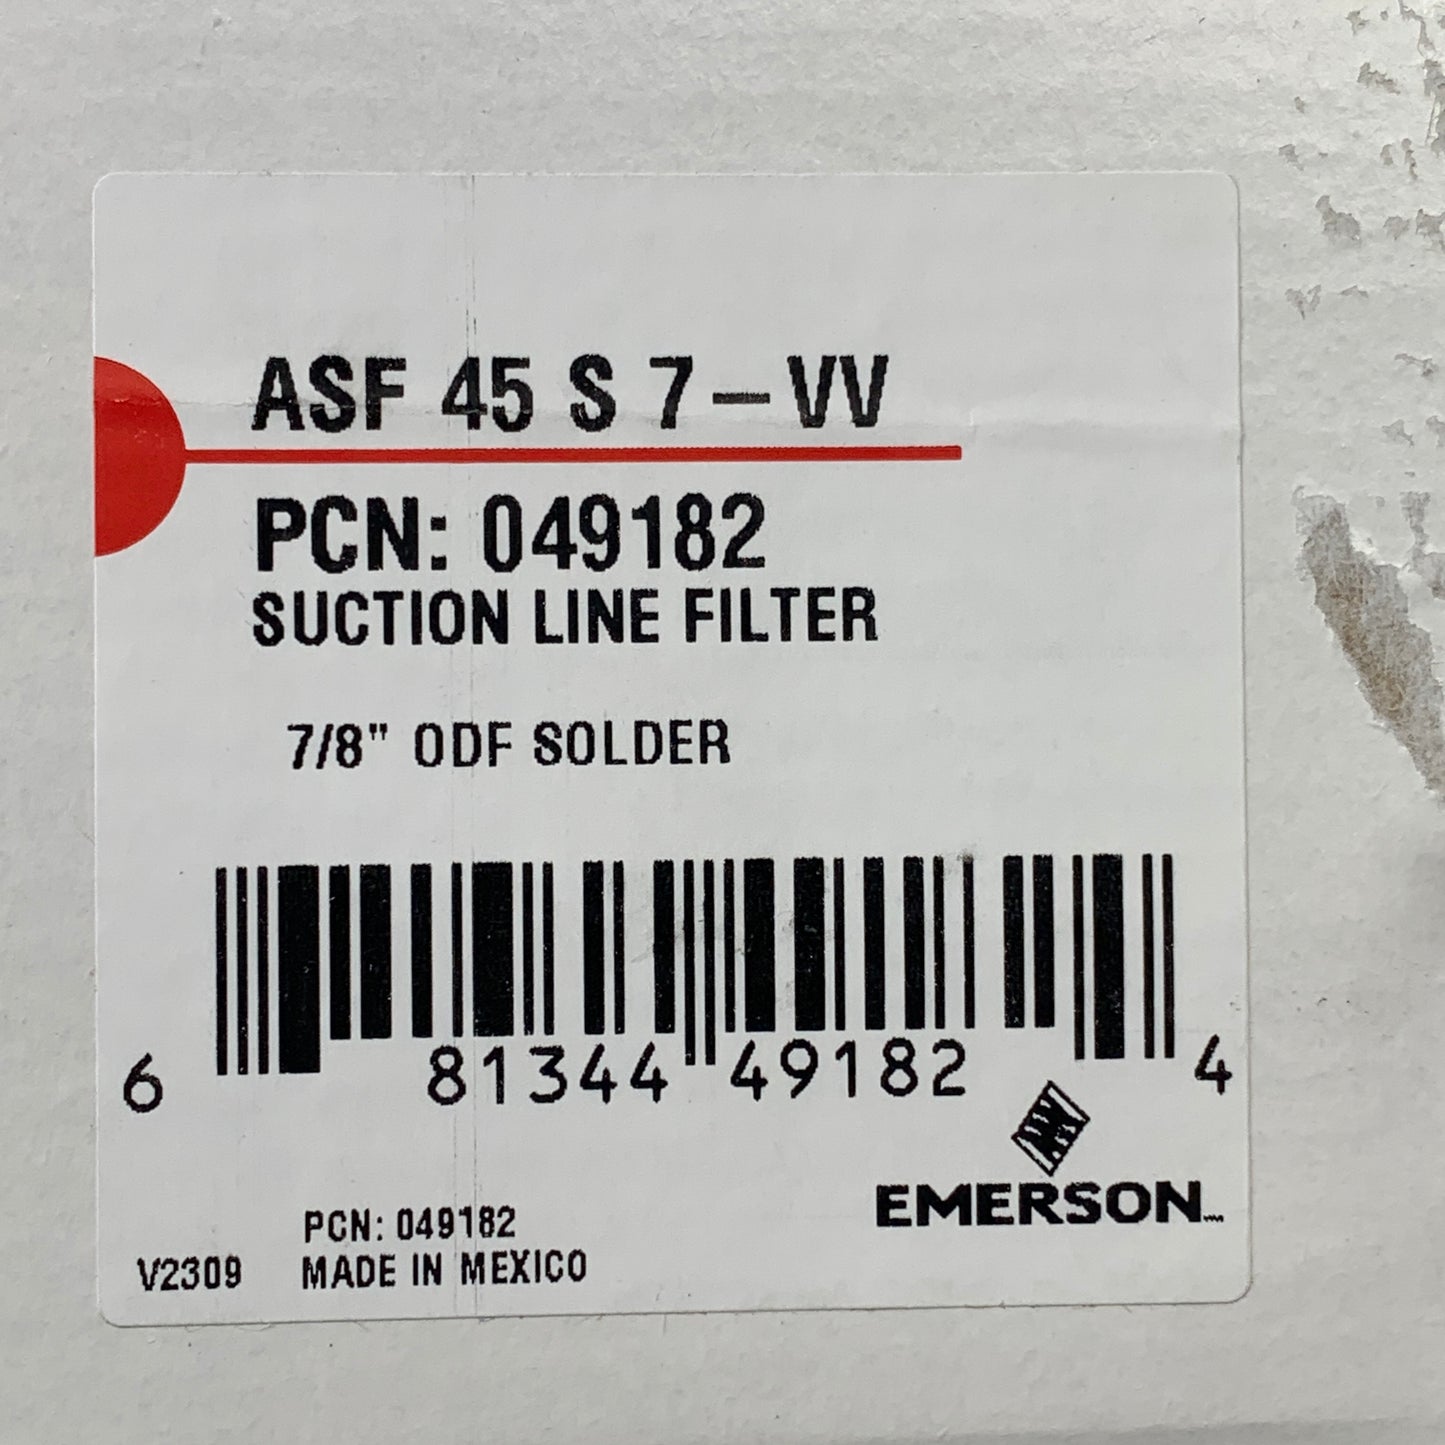 ASF 45 S 7-VV
PCN: 049182
SUCTION LINE FILTER
7/8" ODF SOLDER
6 81344 49182 4
EMERSON
PCN: 049182
V2309 MADE IN MEXICO